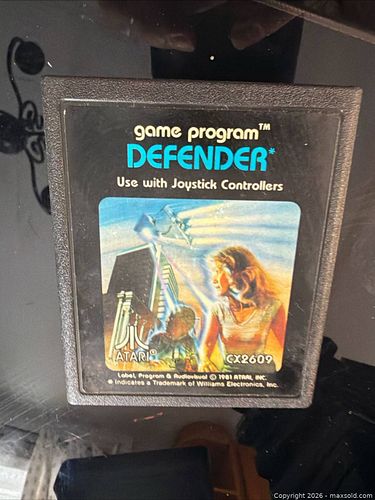 game program™
DEFENDER*
Use with Joystick Controllers
ATARI®
CX2609
Label, Program & Audiovisual © 1981 ATARI, INC.
* Indicates a Trademark of Williams Electronics, Inc.
Copyright 2026 - maxsold.com